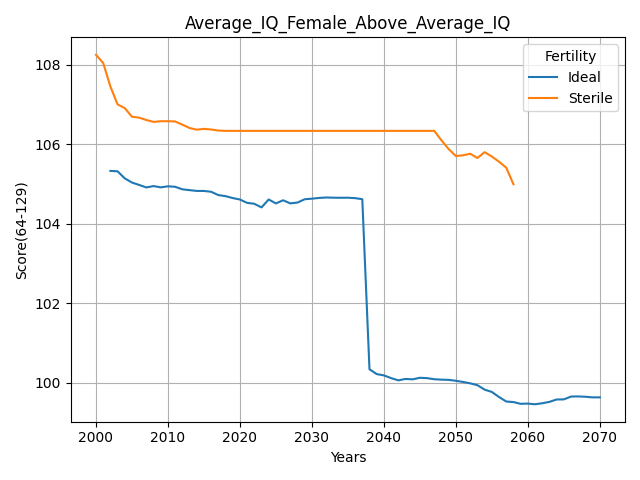 Average_IQ_Female_Above_Average_IQ
Score(64-129)
108
106
104
102
100
Fertility
Ideal
Sterile
2000 2010 2020 2030 2040 2050 2060 2070
Years